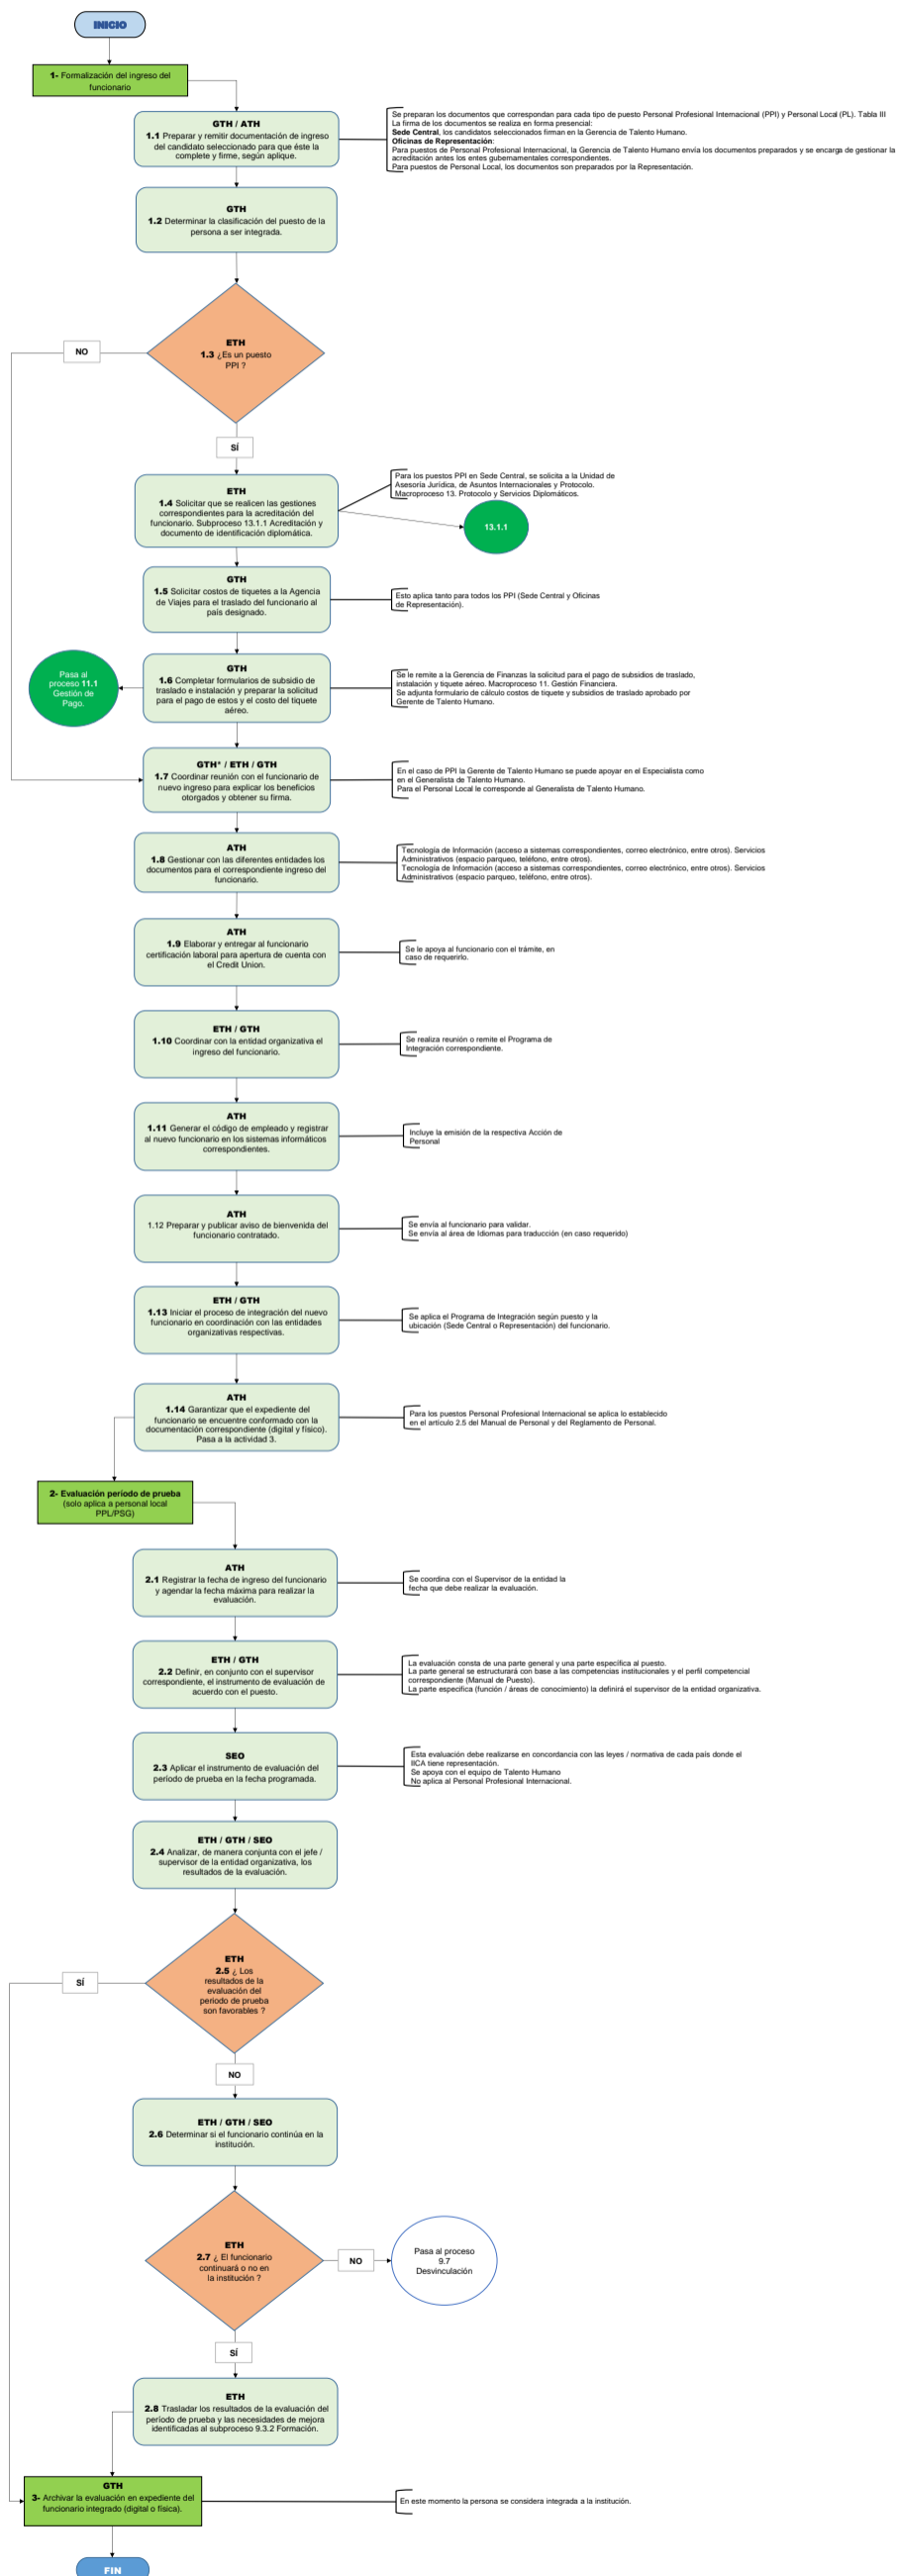 INICIO
1- Formalización del ingreso del
funcionario
GTH / ATH
1.1 Preparar y remitir documentación de ingreso
del candidato seleccionado para que éste la
complete y firme, según aplique.
Se preparan los documentos que correspondan para cada tipo de puesto Personal Profesional Internacional (PPI) y Personal Local (PL). Tabla III
La firma de los documentos se realiza en forma presencial:
Sede Central, los candidatos seleccionados firman en la Gerencia de Talento Humano.
Oficinas de Representación:
Para puestos de Personal Profesional Internacional, la Gerencia de Talento Humano envía los documentos preparados y se encarga de gestionar la
acreditación antes los entes gubernamentales correspondientes.
Para puestos de Personal Local, los documentos son preparados por la Representación.
GTH
1.2 Determinar la clasificación del puesto de la
persona a ser integrada.
ETH
1.3 ¿Es un puesto
PPI ?
NO
SÍ
ETH
1.4 Solicitar que se realicen las gestiones
correspondientes para la acreditación del
funcionario. Subproceso 13.1.1 Acreditación y
documento de identificación diplomática.
Para los puestos PPI en Sede Central, se solicita a la Unidad de
Asesoría Jurídica, de Asuntos Internacionales y Protocolo.
Macroproceso 13. Protocolo y Servicios Diplomáticos.
13.1.1
GTH
1.5 Solicitar costos de tiquetes a la Agencia
de Viajes para el traslado del funcionario al
país designado.
Esto aplica tanto para todos los PPI (Sede Central y Oficinas
de Representación).
GTH
1.6 Completar formularios de subsidio de
traslado e instalación y preparar la solicitud
para el pago de estos y el costo del tiquete
aéreo.
Pasa al
proceso 11.1
Gestión de
Pago.
Se le remite a la Gerencia de Finanzas la solicitud para el pago de subsidios de traslado,
instalación y tiquete aéreo. Macroproceso 11. Gestión Financiera.
Se adjunta formulario de cálculo costos de tiquete y subsidios de traslado aprobado por
Gerente de Talento Humano.
GTH* / ETH / GTH
1.7 Coordinar reunión con el funcionario de
nuevo ingreso para explicar los beneficios
otorgados y obtener su firma.
En el caso de PPI la Gerente de Talento Humano se puede apoyar en el Especialista como
en el Generalista de Talento Humano.
Para el Personal Local le corresponde al Generalista de Talento Humano.
ATH
1.8 Gestionar con las diferentes entidades los
documentos para el correspondiente ingreso del
funcionario.
Tecnología de Información (acceso a sistemas correspondientes, correo electrónico, entre otros). Servicios
Administrativos (espacio parqueo, teléfono, entre otros).
Tecnología de Información (acceso a sistemas correspondientes, correo electrónico, entre otros). Servicios
Administrativos (espacio parqueo, teléfono, entre otros).
ATH
1.9 Elaborar y entregar al funcionario
certificación laboral para apertura de cuenta con
el Credit Union.
Se le apoya al funcionario con el trámite, en
caso de requerirlo.
ETH / GTH
1.10 Coordinar con la entidad organizativa el
ingreso del funcionario.
Se realiza reunión o remite el Programa de
Integración correspondiente.
ATH
1.11 Generar el código de empleado y registrar
al nuevo funcionario en los sistemas informáticos
correspondientes.
Incluye la emisión de la respectiva Acción de
Personal
ATH
1.12 Preparar y publicar aviso de bienvenida del
funcionario contratado.
Se envía al funcionario para validar.
Se envía al área de Idiomas para traducción (en caso requerido)
ETH / GTH
1.13 Iniciar el proceso de integración del nuevo
funcionario en coordinación con las entidades
organizativas respectivas.
Se aplica el Programa de Integración según puesto y la
ubicación (Sede Central o Representación) del funcionario.
ATH
1.14 Garantizar que el expediente del
funcionario se encuentre conformado con la
documentación correspondiente (digital y físico).
Pasa a la actividad 3.
Para los puestos Personal Profesional Internacional se aplica lo establecido
en el artículo 2.5 del Manual de Personal y del Reglamento de Personal.
2- Evaluación periodo de prueba
(solo aplica a personal local
PPL/PSG)
ATH
2.1 Registrar la fecha de ingreso del funcionario
y agendar la fecha máxima para realizar la
evaluación.
Se coordina con el Supervisor de la entidad la
fecha que debe realizar la evaluación.
ETH / GTH
2.2 Definir, en conjunto con el supervisor
correspondiente, el instrumento de evaluación de
acuerdo con el puesto.
La evaluación consta de una parte general y una parte específica al puesto.
La parte general se estructurará con base a las competencias institucionales y el perfil competencial
correspondiente (Manual de Puesto).
La parte especifica (función / áreas de conocimiento) la definirá el supervisor de la entidad organizativa.
SEO
2.3 Aplicar el instrumento de evaluación del
período de prueba en la fecha programada.
Esta evaluación debe realizarse en concordancia con las leyes / normativa de cada país donde el
IICA tiene representación.
Se apoya con el equipo de Talento Humano
No aplica al Personal Profesional Internacional.
ETH / GTH / SEO
2.4 Analizar, de manera conjunta con el jefe /
supervisor de la entidad organizativa, los
resultados de la evaluación.
ETH
2.5 ¿ Los
resultados de la
evaluación del
periodo de prueba
son favorables ?
SÍ
NO
ETH / GTH / SEO
2.6 Determinar si el funcionario continúa en la
institución.
ETH
2.7 ¿ El funcionario
continuará o no en
la institución ?
NO
Pasa al proceso
9.7
Desvinculación
SÍ
ETH
2.8 Trasladar los resultados de la evaluación del
período de prueba y las necesidades de mejora
identificadas al subproceso 9.3.2 Formación.
GTH
3- Archivar la evaluación en expediente del
funcionario integrado (digital o física).
En este momento la persona se considera integrada a la institución.
FIN